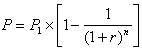 P = P₁ × [1 − 1/(1 + r)ⁿ]